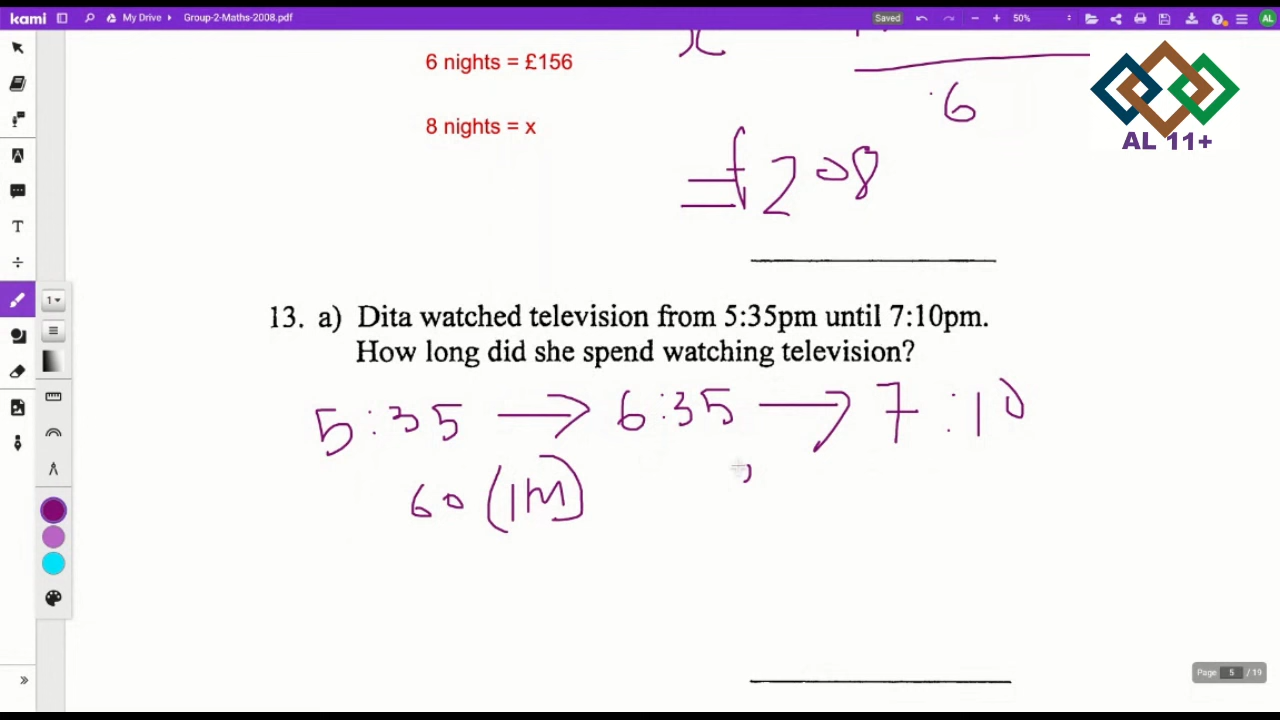 kami My Drive Group-2-Maths-2008.pdf Saved 50% AL
6 nights = £156
6
8 nights = x
AL 11+
=£208
13. a) Dita watched television from 5:35pm until 7:10pm.
How long did she spend watching television?
5:35 → 6:35 → 7:10
60 (1h)
1
T
Page 5 / 19